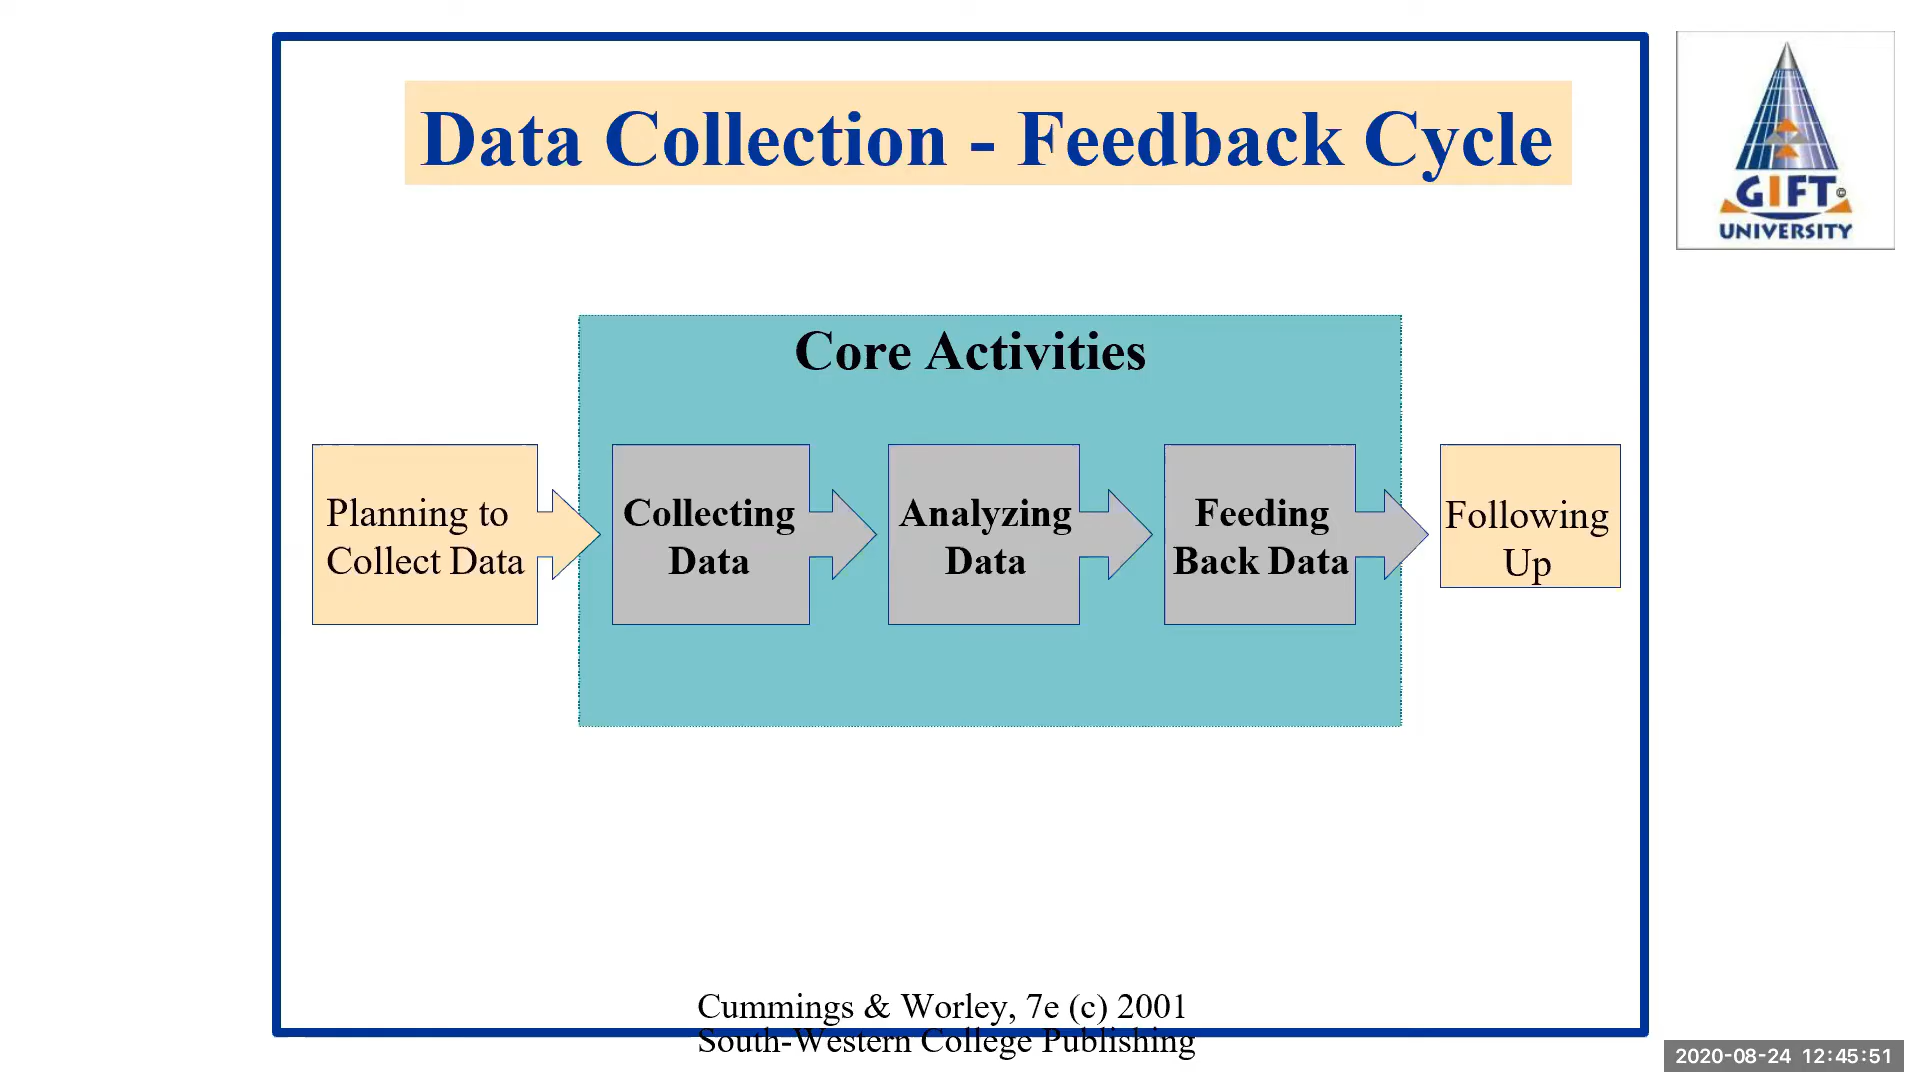 Data Collection - Feedback Cycle
GIFT©
UNIVERSITY
Core Activities
Planning to
Collect Data
Collecting
Data
Analyzing
Data
Feeding
Back Data
Following
Up
Cummings & Worley, 7e (c) 2001
South-Western College Publishing
2020-08-24 12:45:51